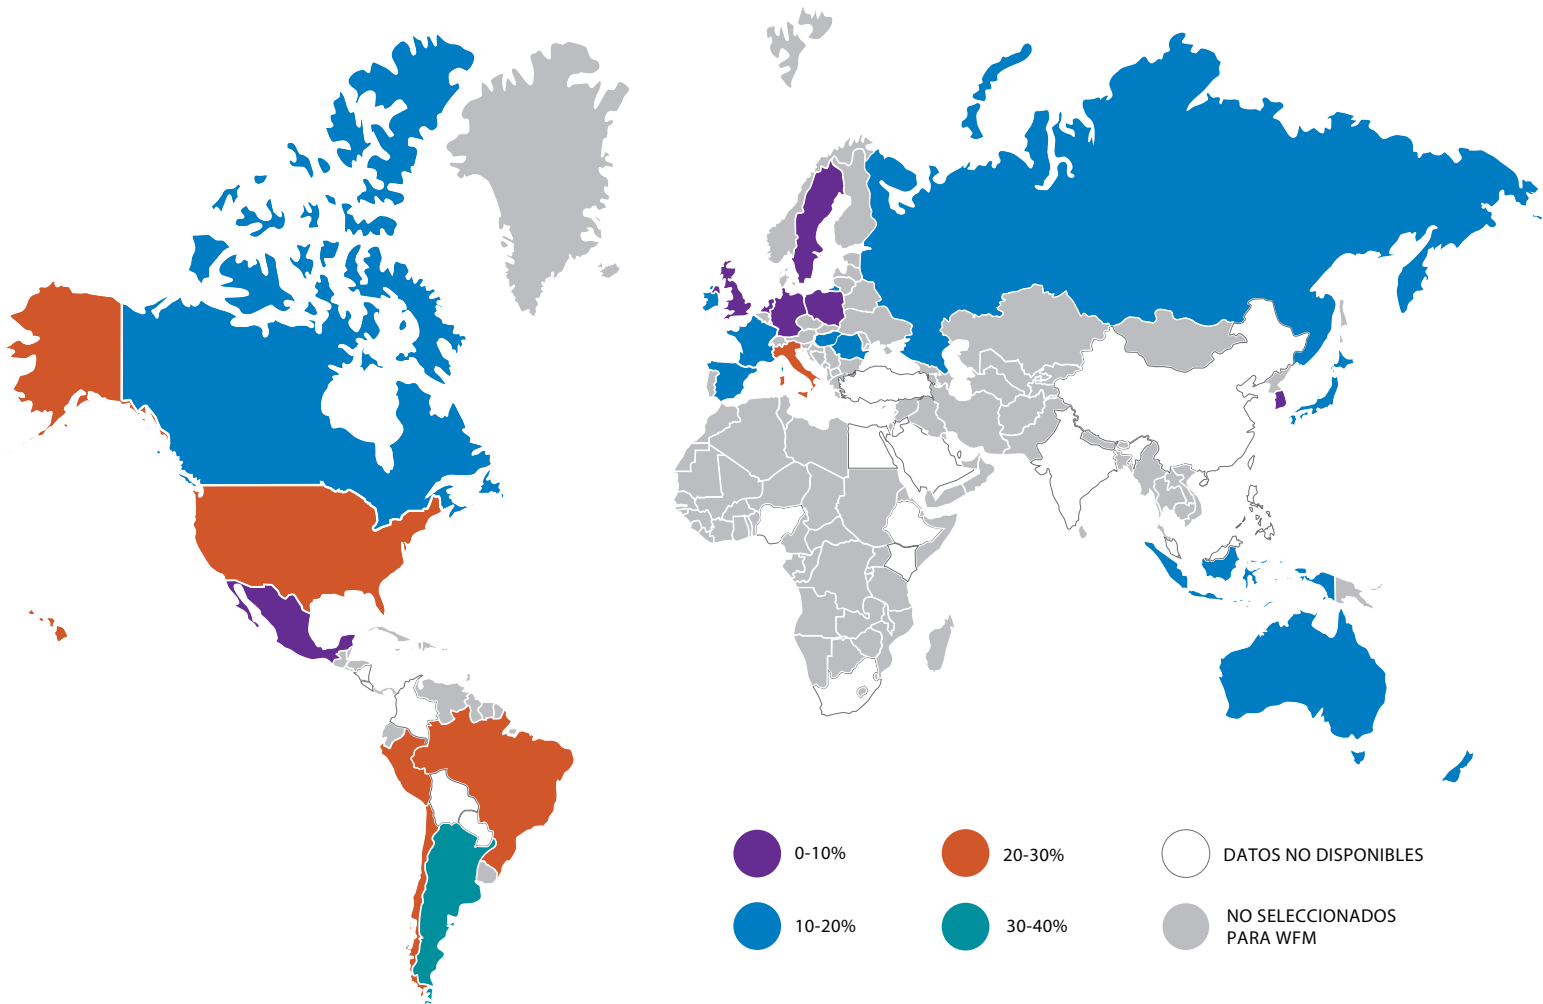 0-10%
20-30%
DATOS NO DISPONIBLES
10-20%
30-40%
NO SELECCIONADOS
PARA WFM